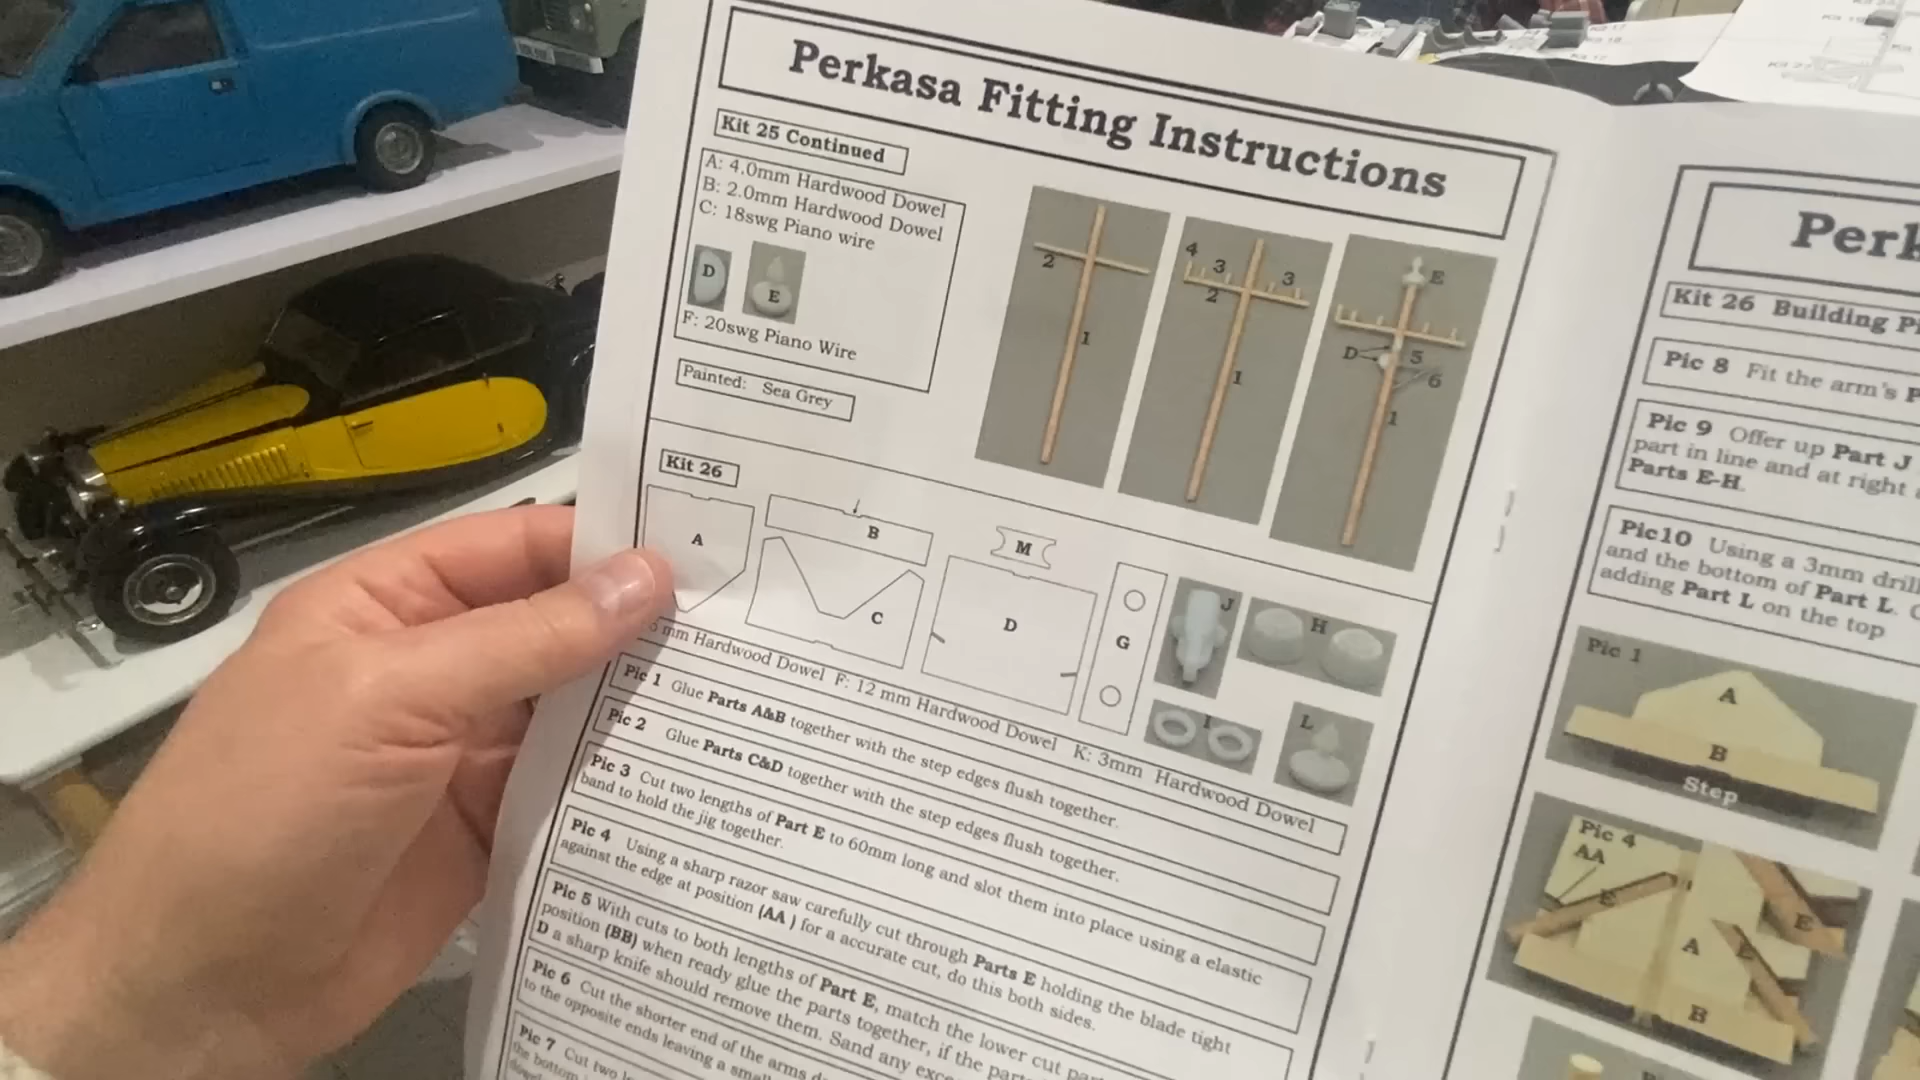 Perkasa Fitting Instructions
Kit 25 Continued
A: 4.0mm Hardwood Dowel
B: 2.0mm Hardwood Dowel
C: 18swg Piano wire
D
E
F: 20swg Piano Wire
Painted: Sea Grey
2
1
4
3
3
2
1
E
D
5
6
1
Kit 26
A
B
C
M
D
G
J
H
I
L
5 mm Hardwood Dowel F: 12 mm Hardwood Dowel K: 3mm Hardwood Dowel
Pic 1 Glue Parts A&B together with the step edges flush together.
Pic 2 Glue Parts C&D together with the step edges flush together.
Pic 3 Cut two lengths of Part E to 60mm long and slot them into place using a elastic
band to hold the jig together.
Pic 4 Using a sharp razor saw carefully cut through Parts E holding the blade tight
against the edge at position (AA ) for a accurate cut, do this both sides.
Pic 5 With cuts to both lengths of Part E, match the lower cut
position (BB) when ready glue the parts together, if the
D a sharp knife should remove them. Sand any
Pic 6 Cut the shorter end of the arms
to the opposite ends leaving a
Pic 7 Cut two
the bottom
Kit 26 Building
Pic 8 Fit the arm's
Pic 9 Offer up Part J
part in line and at right
Parts E-H.
Pic10 Using a 3mm drill
and the bottom of Part L.
adding Part L on the top
Pic 1
A
B
Step
Pic 4
AA
E
E
A
E
B